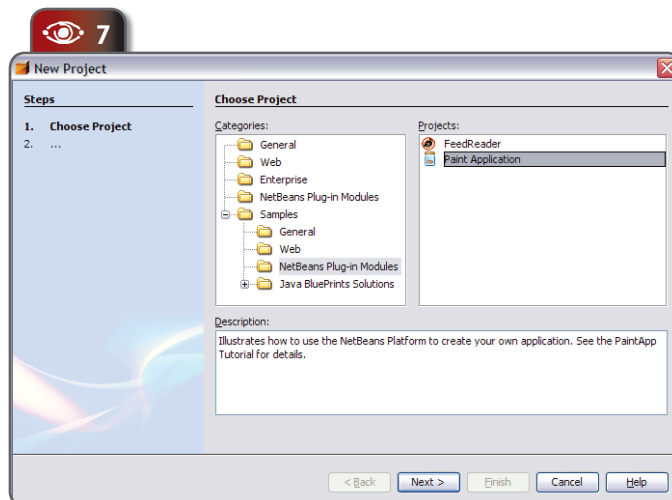 7
New Project
Steps
1. Choose Project
2. ...
Choose Project
Categories:
General
Web
Enterprise
NetBeans Plug-in Modules
Samples
General
Web
NetBeans Plug-in Modules
Java BluePrints Solutions
Projects:
FeedReader
Paint Application
Description:
Illustrates how to use the NetBeans Platform to create your own application. See the PaintApp
Tutorial for details.
< Back
Next >
Finish
Cancel
Help